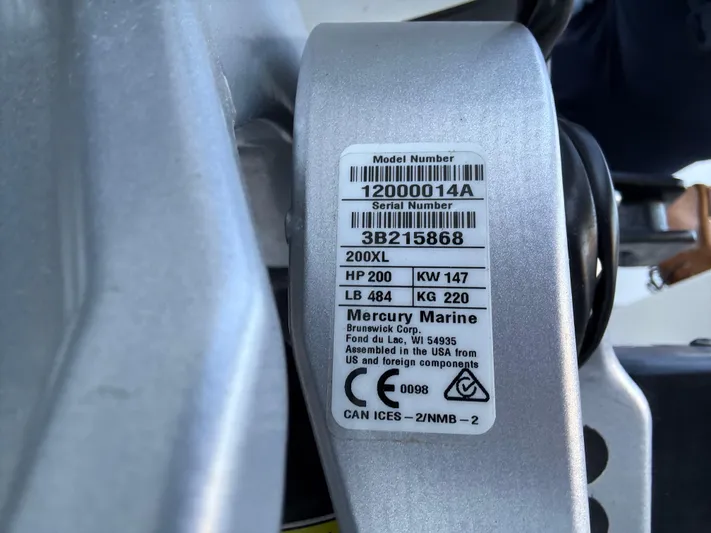 Model Number
12000014A
Serial Number
3B215868
200XL
HP 200 KW 147
LB 484 KG 220
Mercury Marine
Brunswick Corp.
Fond du Lac, WI 54935
Assembled in the USA from
US and foreign components
CE 0098
CAN ICES-2/NMB-2